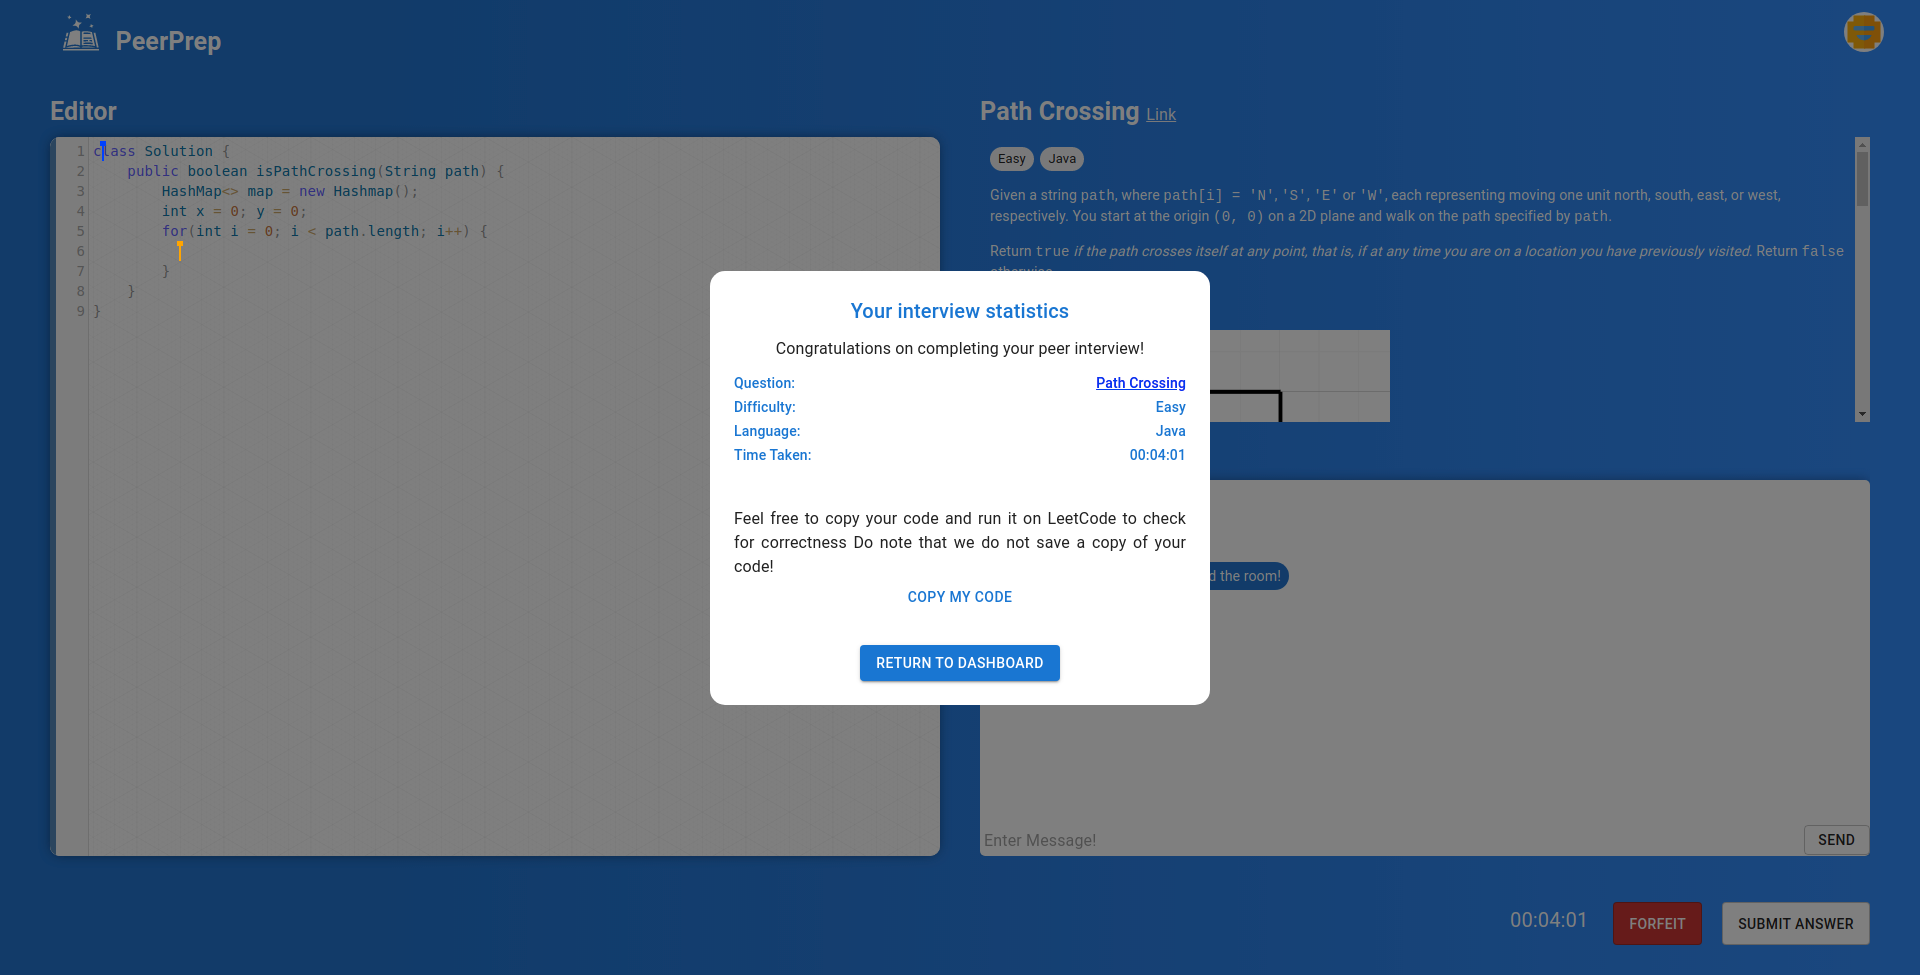 PeerPrep
Editor
1 class Solution {
2 public boolean isPathCrossing(String path) {
3 HashMap<> map = new Hashmap();
4 int x = 0; y = 0;
5 for(int i = 0; i < path.length; i++) {
6
7 }
8 }
9 }
Path Crossing Link
Easy Java
Given a string path, where path[i] = 'N','S','E' or 'W', each representing moving one unit north, south, east, or west,
respectively. You start at the origin (0, 0) on a 2D plane and walk on the path specified by path.
Return true if the path crosses itself at any point, that is, if at any time you are on a location you have previously visited. Return false
Your interview statistics
Congratulations on completing your peer interview!
Question: Path Crossing
Difficulty: Easy
Language: Java
Time Taken: 00:04:01
Feel free to copy your code and run it on LeetCode to check
for correctness Do note that we do not save a copy of your
code!
COPY MY CODE
RETURN TO DASHBOARD
the room!
Enter Message!
SEND
00:04:01
FORFEIT
SUBMIT ANSWER